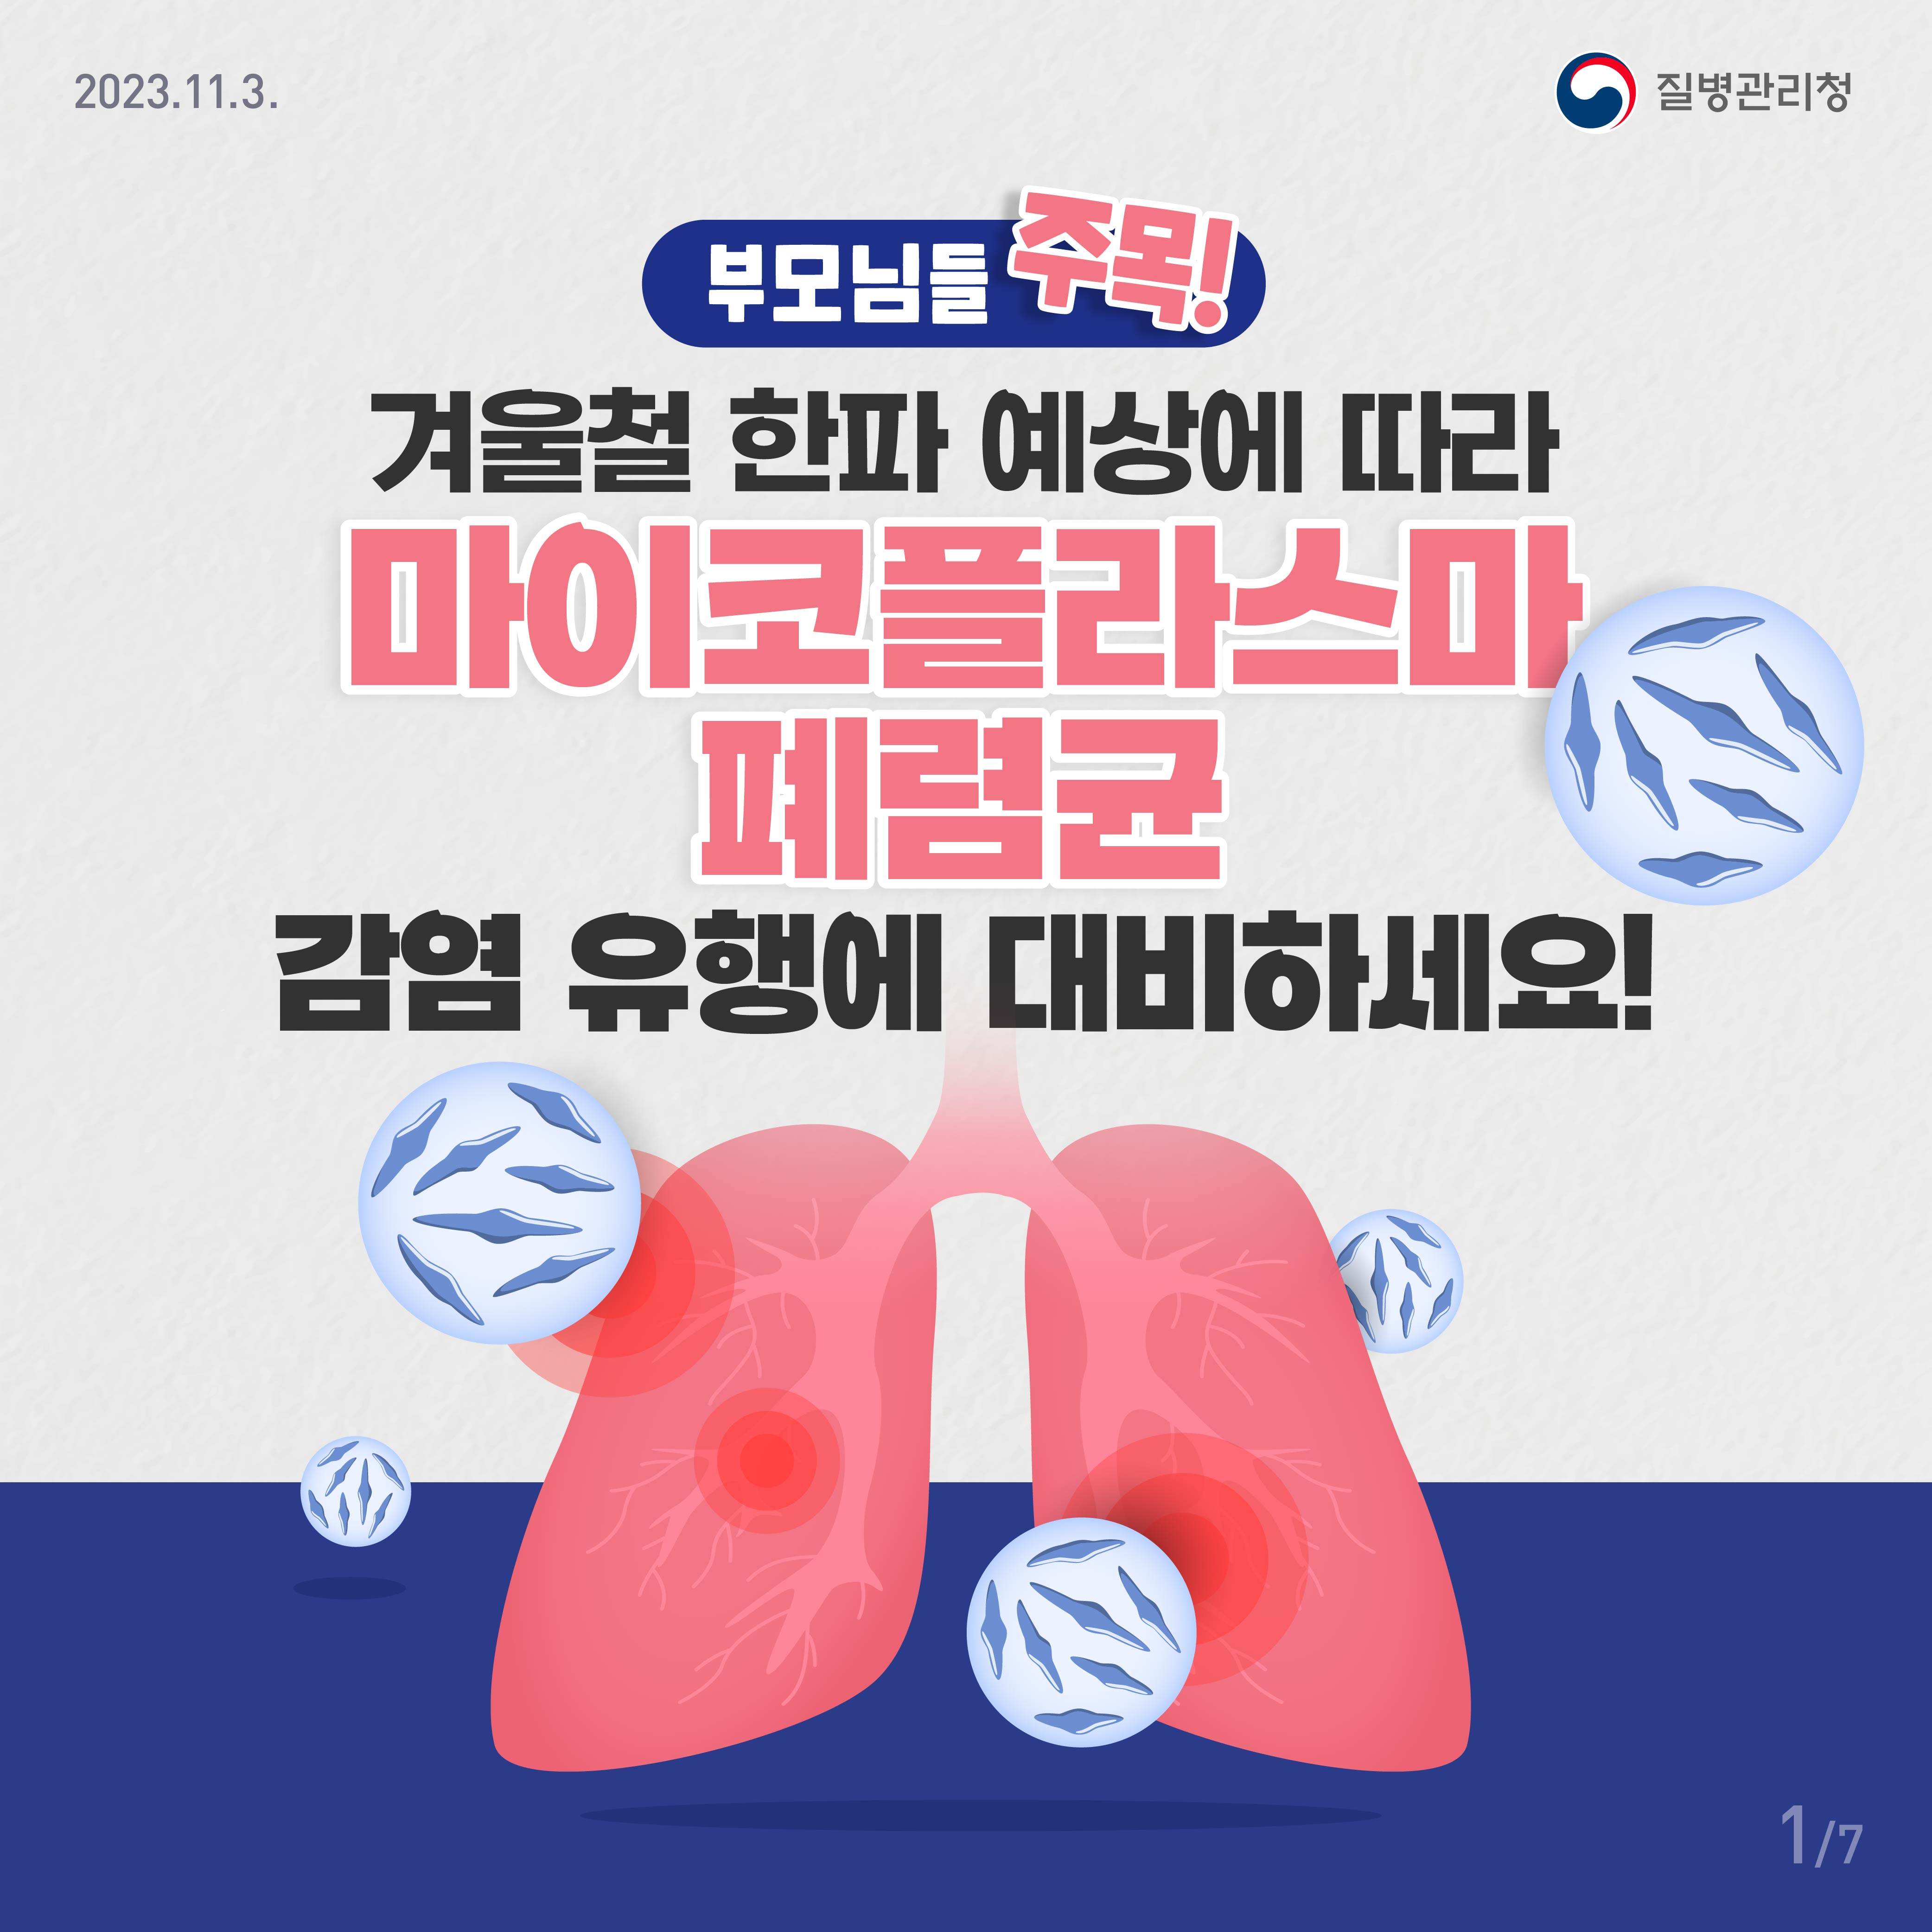 2023.11.3.
질병관리청
부모님들 주목!
겨울철 한파 예상에 따라
마이코플라스마
폐렴균
감염 유행에 대비하세요!
1/7